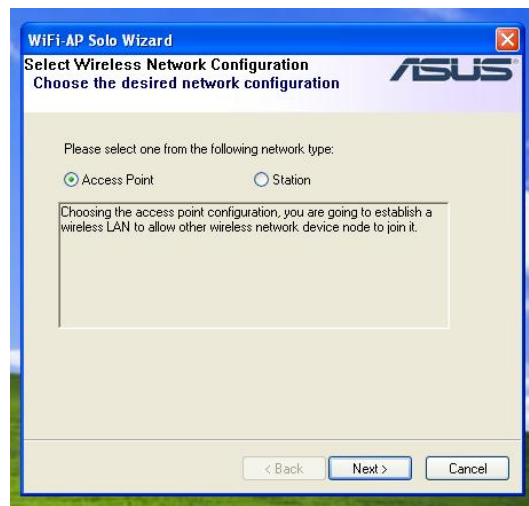 WiFi-AP Solo Wizard
Select Wireless Network Configuration
Choose the desired network configuration
ASUS
Please select one from the following network type:
Access Point
Station
Choosing the access point configuration, you are going to establish a
wireless LAN to allow other wireless network device node to join it.
< Back
Next >
Cancel